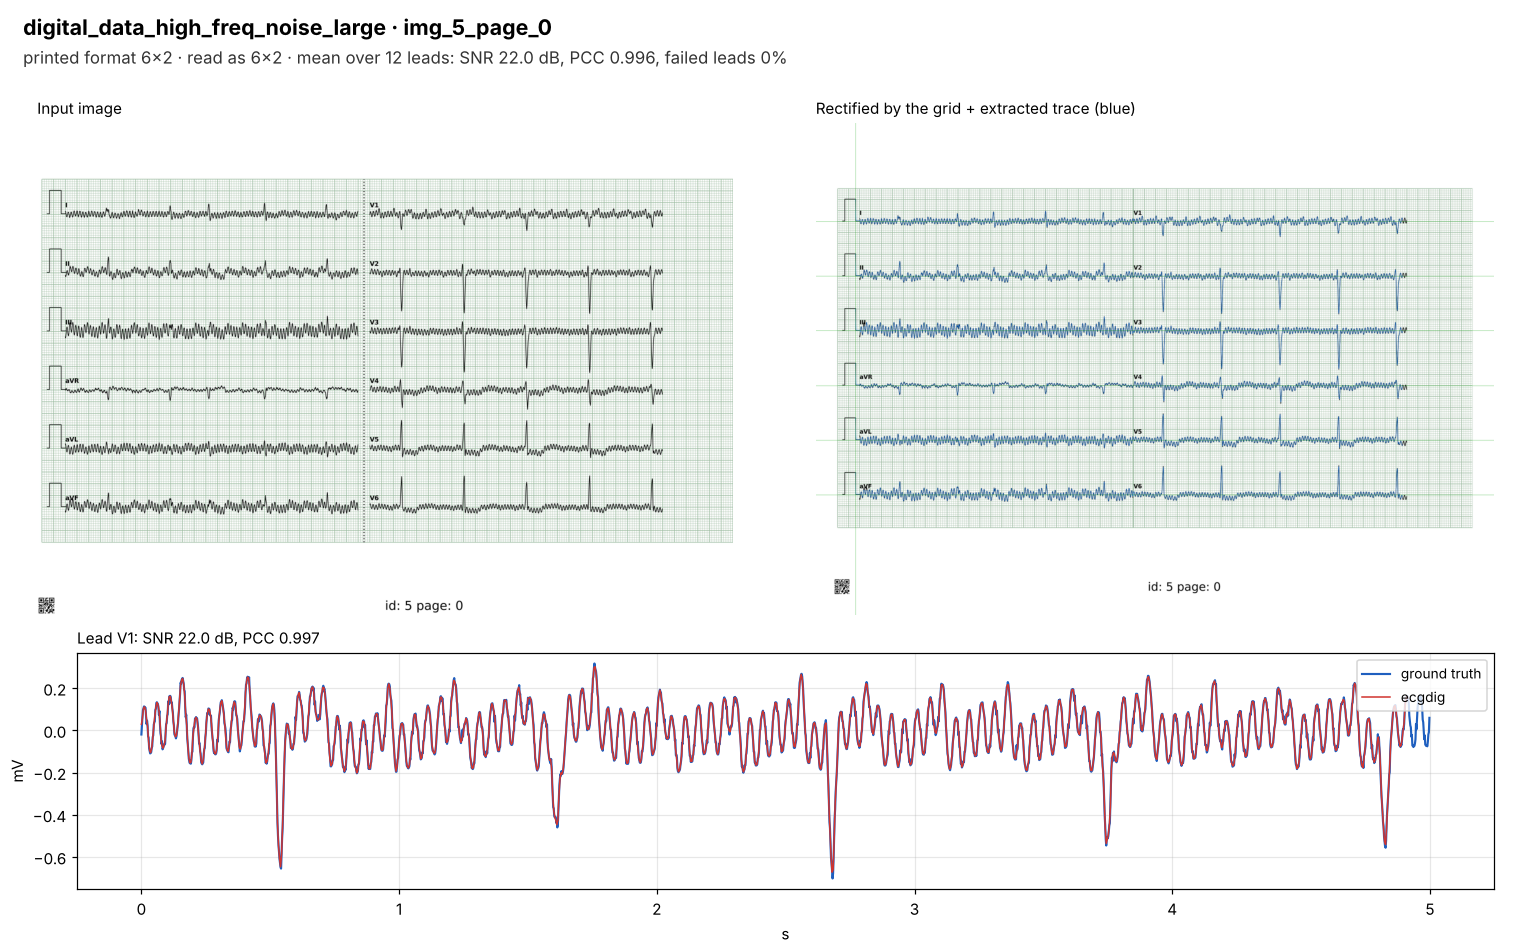 digital_data_high_freq_noise_large · img_5_page_0
printed format 6×2 · read as 6×2 · mean over 12 leads: SNR 22.0 dB, PCC 0.996, failed leads 0%
Input image
Rectified by the grid + extracted trace (blue)
I
V1
II
V2
III
V3
aVR
V4
aVL
V5
aVF
V6
id: 5 page: 0
I
V1
II
V2
III
V3
aVR
V4
aVL
V5
aVF
V6
id: 5 page: 0
Lead V1: SNR 22.0 dB, PCC 0.997
ground truth
ecgdig
0.2
0.0
−0.2
−0.4
−0.6
mV
0
1
2
3
4
5
s